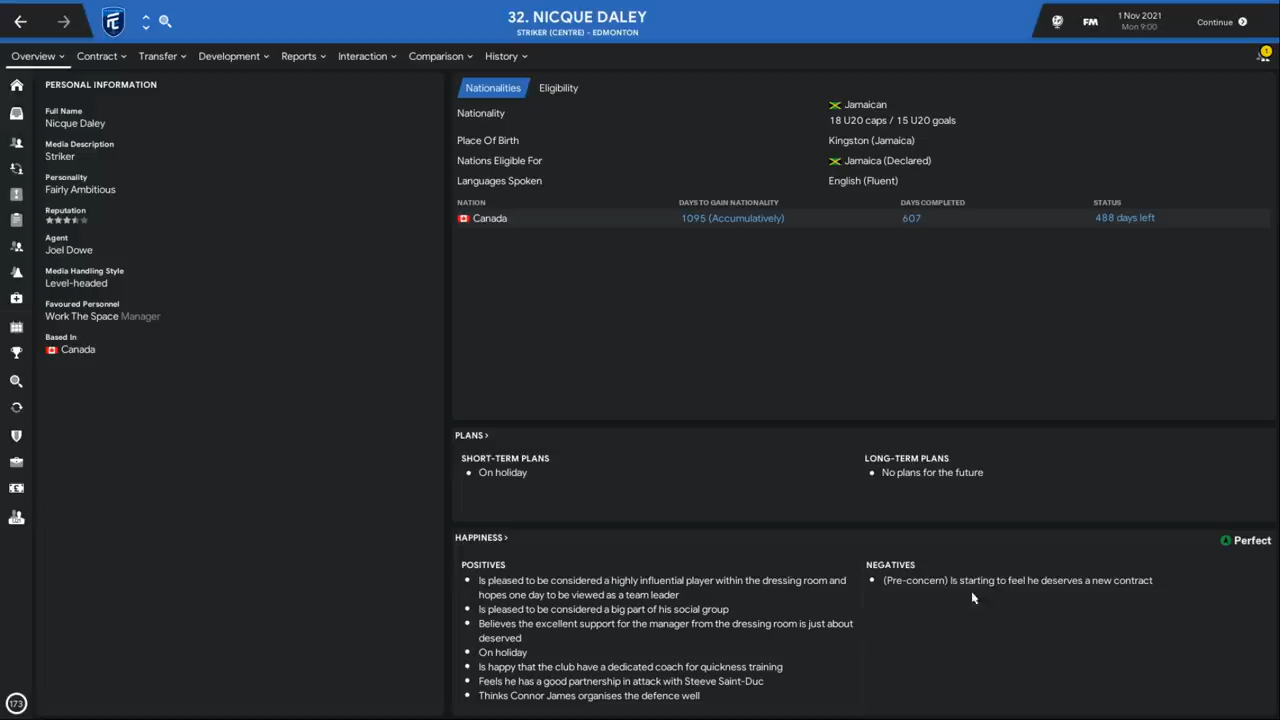 32. NICQUE DALEY
STRIKER (CENTRE) - EDMONTON
FM
1 Nov 2021
Mon 9:00
Continue
Overview Contract Transfer Development Reports Interaction Comparison History
1
PERSONAL INFORMATION
Full Name
Nicque Daley
Media Description
Striker
Personality
Fairly Ambitious
Reputation
Agent
Joel Dowe
Media Handling Style
Level-headed
Favoured Personnel
Work The Space Manager
Based In
Canada
Nationalities Eligibility
Nationality Jamaican
18 U20 caps / 15 U20 goals
Place Of Birth Kingston (Jamaica)
Nations Eligible For Jamaica (Declared)
Languages Spoken English (Fluent)
NATION DAYS TO GAIN NATIONALITY DAYS COMPLETED STATUS
Canada 1095 (Accumulatively) 607 488 days left
PLANS >
SHORT-TERM PLANS
On holiday
LONG-TERM PLANS
No plans for the future
HAPPINESS >
Perfect
POSITIVES
Is pleased to be considered a highly influential player within the dressing room and
hopes one day to be viewed as a team leader
Is pleased to be considered a big part of his social group
Believes the excellent support for the manager from the dressing room is just about
deserved
On holiday
Is happy that the club have a dedicated coach for quickness training
Feels he has a good partnership in attack with Steeve Saint-Duc
Thinks Connor James organises the defence well
NEGATIVES
(Pre-concern) Is starting to feel he deserves a new contract
173